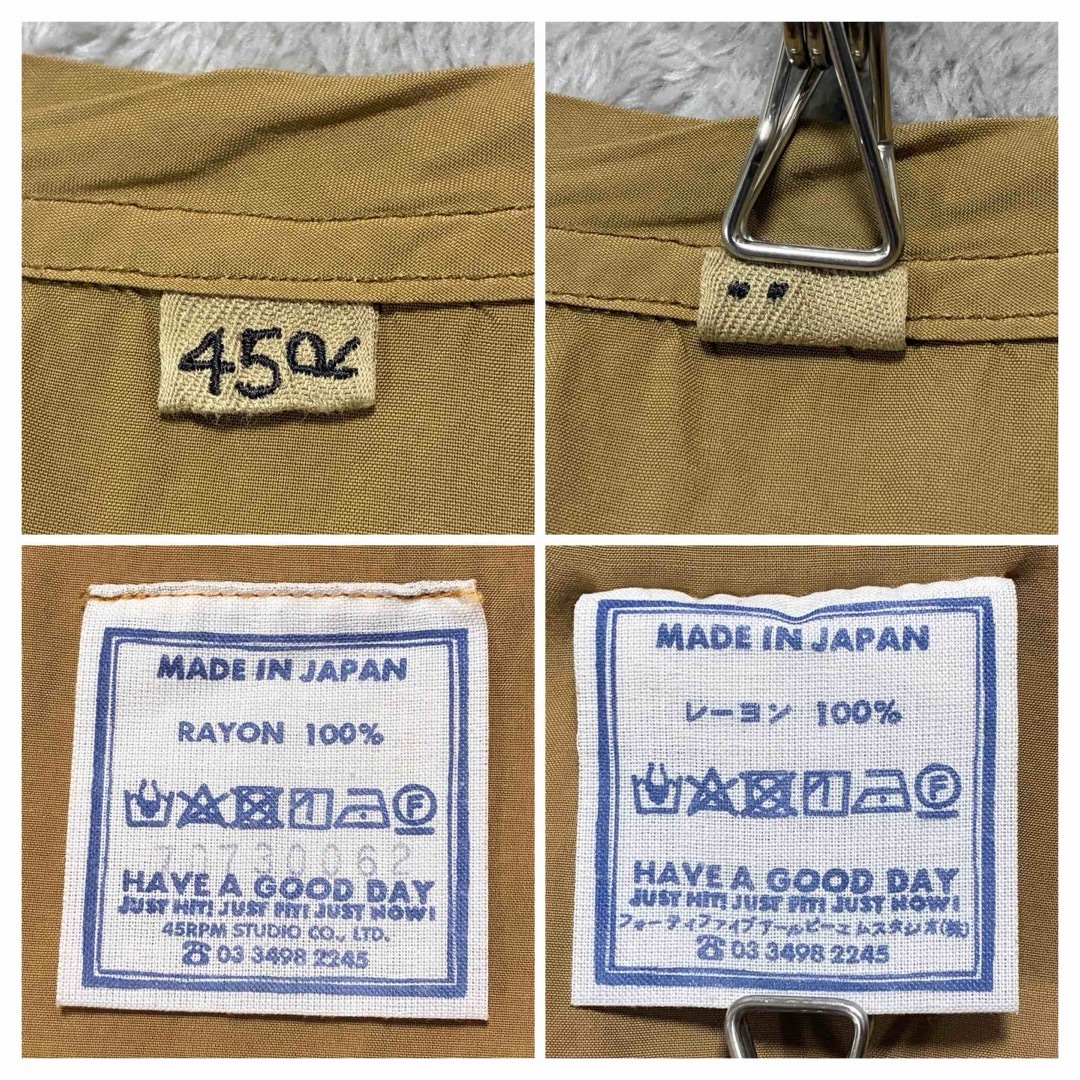 45R
MADE IN JAPAN
RAYON 100%
70730062
HAVE A GOOD DAY
JUST HIT! JUST FIT! JUST NOW!
45RPM STUDIO CO., LTD.
☎ 03 3498 2245
MADE IN JAPAN
レーヨン 100%
HAVE A GOOD DAY
JUST HIT! JUST FIT! JUST NOW!
フォーティファイブアールピーエムスタジオ(株)
☎ 03 3498 2245